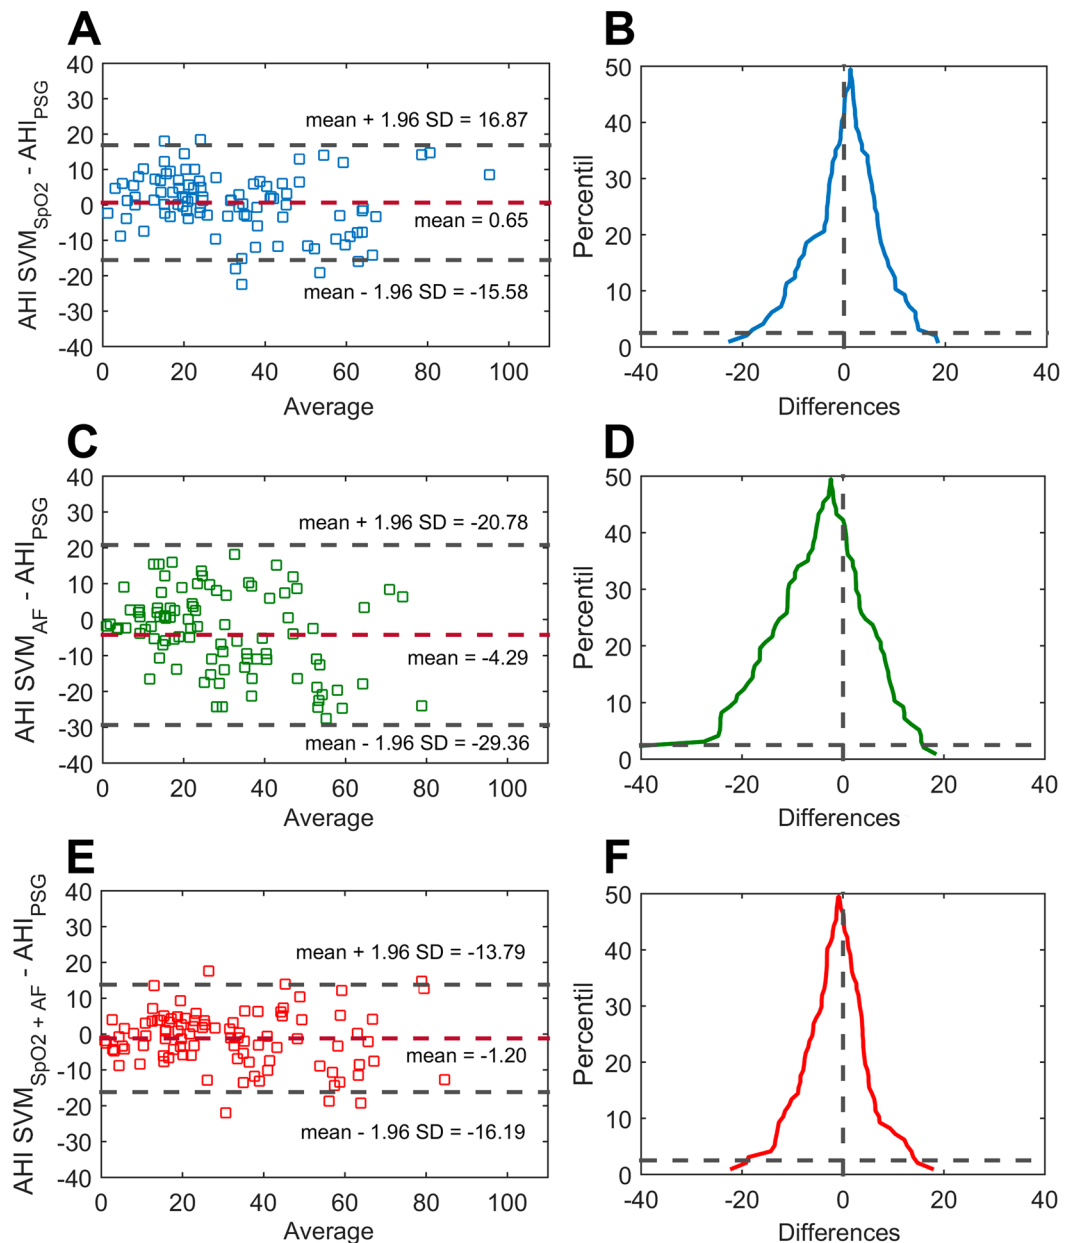 A
40
30
20
10
0
-10
-20
-30
-40
AHI SVM_SpO2 - AHI_PSG
mean + 1.96 SD = 16.87
mean = 0.65
mean - 1.96 SD = -15.58
0 20 40 60 80 100
Average
B
50
40
30
20
10
0
Percentil
-40 -20 0 20 40
Differences
C
40
30
20
10
0
-10
-20
-30
-40
AHI SVM_AF - AHI_PSG
mean + 1.96 SD = -20.78
mean = -4.29
mean - 1.96 SD = -29.36
0 20 40 60 80 100
Average
D
50
40
30
20
10
0
Percentil
-40 -20 0 20 40
Differences
E
40
30
20
10
0
-10
-20
-30
-40
AHI SVM_SpO2 + AF - AHI_PSG
mean + 1.96 SD = -13.79
mean = -1.20
mean - 1.96 SD = -16.19
0 20 40 60 80 100
Average
F
50
40
30
20
10
0
Percentil
-40 -20 0 20 40
Differences